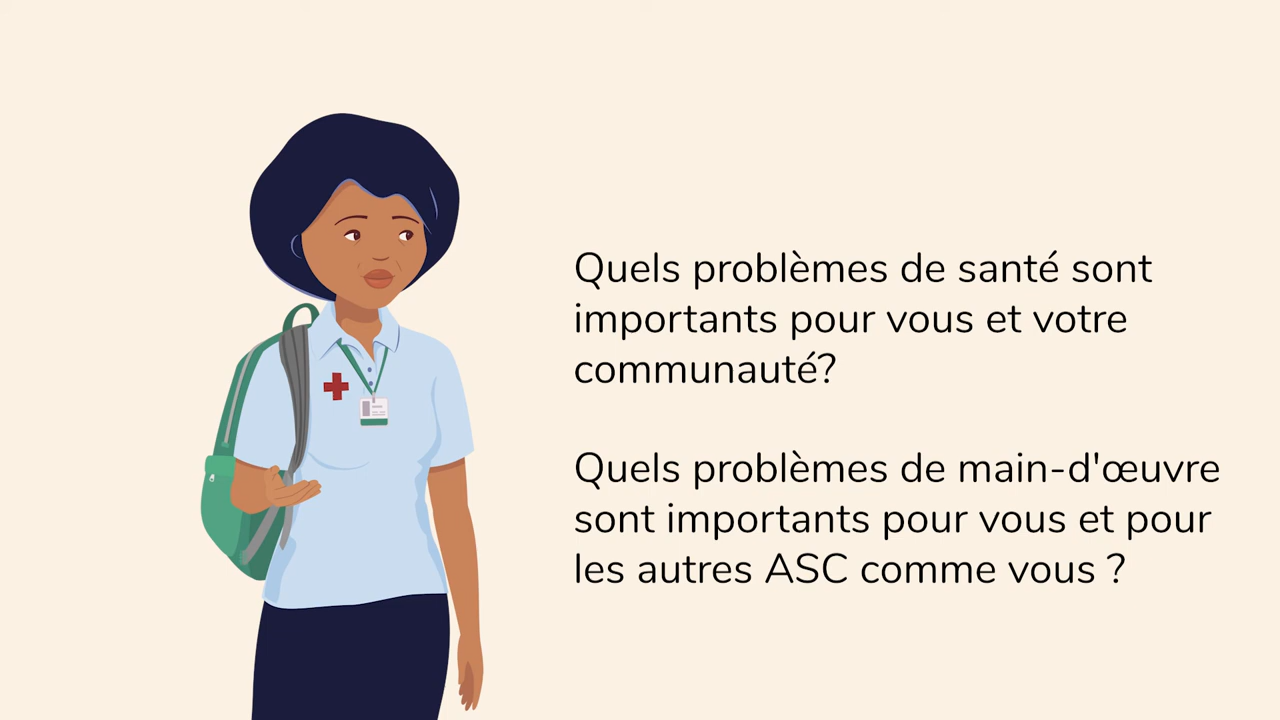 Quels problèmes de santé sont
importants pour vous et votre
communauté?
Quels problèmes de main-d'œuvre
sont importants pour vous et pour
les autres ASC comme vous ?